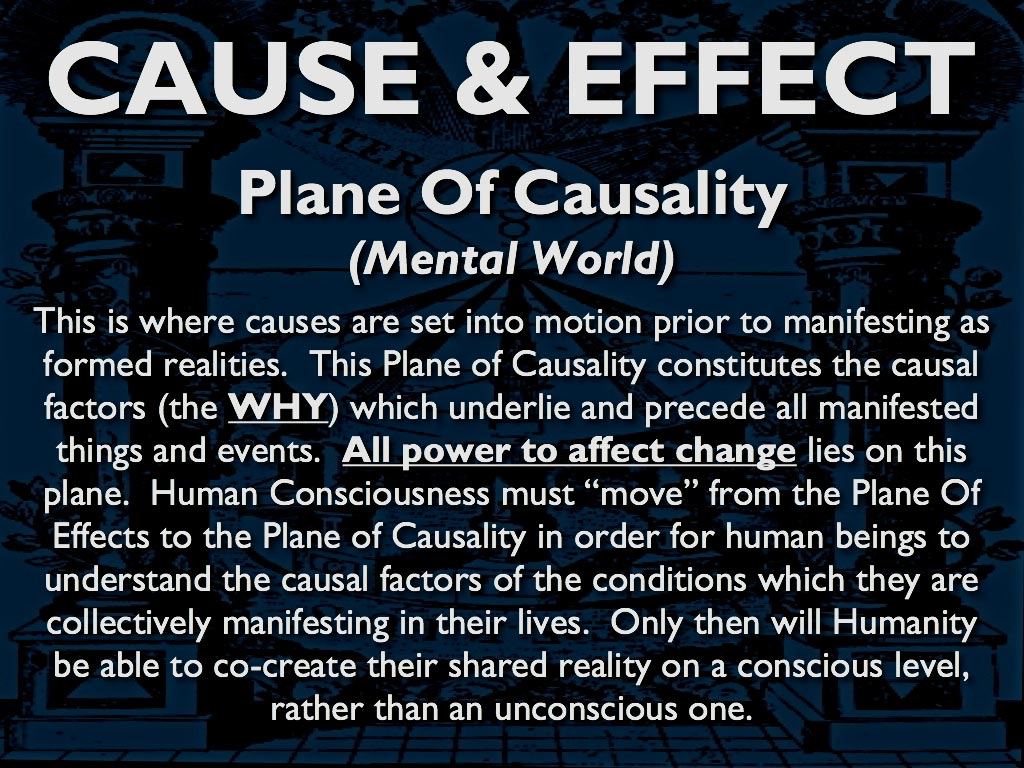 CAUSE & EFFECT
PATER
Plane Of Causality
(Mental World)
This is where causes are set into motion prior to manifesting as
formed realities.  This Plane of Causality constitutes the causal
factors (the WHY) which underlie and precede all manifested
things and events.  All power to affect change lies on this
plane.  Human Consciousness must “move” from the Plane Of
Effects to the Plane of Causality in order for human beings to
understand the causal factors of the conditions which they are
collectively manifesting in their lives.  Only then will Humanity
be able to co-create their shared reality on a conscious level,
rather than an unconscious one.